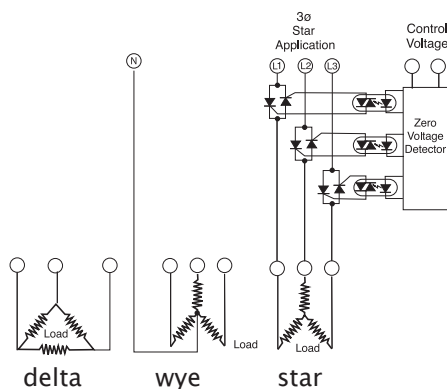 3ø
Star
Application
Control
Voltage
N
L1 L2 L3
Zero
Voltage
Detector
Load
Load
Load
delta wye star